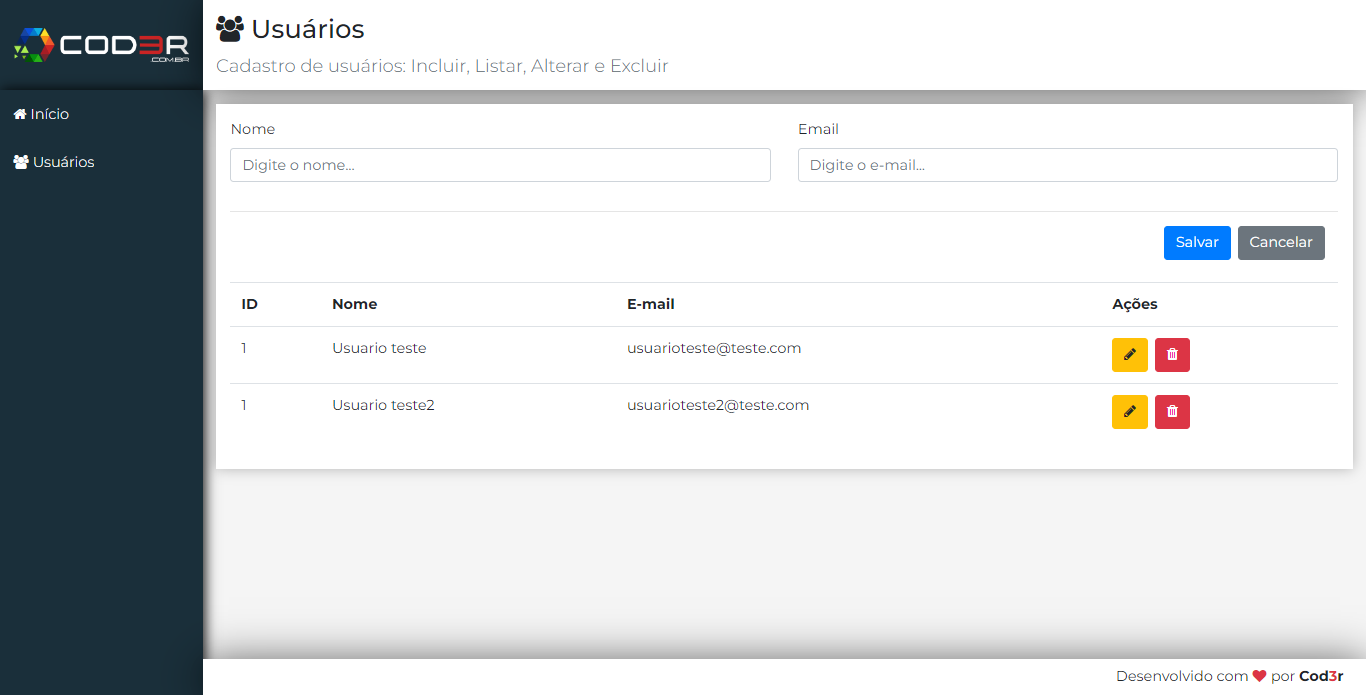 COD3R
.COM.BR
Usuários
Cadastro de usuários: Incluir, Listar, Alterar e Excluir
Início
Usuários
Nome Email
Digite o nome... Digite o e-mail...
Salvar Cancelar
ID Nome E-mail Ações
1 Usuario teste usuarioteste@teste.com
1 Usuario teste2 usuarioteste2@teste.com
Desenvolvido com por Cod3r